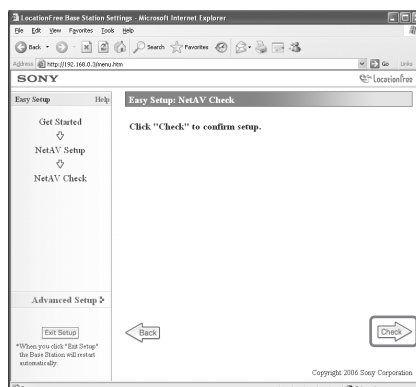 LocationFree Base Station Settings - Microsoft Internet Explorer
File Edit View Favorites Tools Help
Back Search Favorites
Address http://192.168.0.3/menu.htm Go Links
SONY LocationFree
Easy Setup Help
Easy Setup: NetAV Check
Get Started
NetAV Setup
NetAV Check
Click "Check" to confirm setup.
Advanced Setup
Exit Setup
*When you click "Exit Setup"
the Base Station will restart
automatically.
Back
Check
Copyright 2006 Sony Corporation